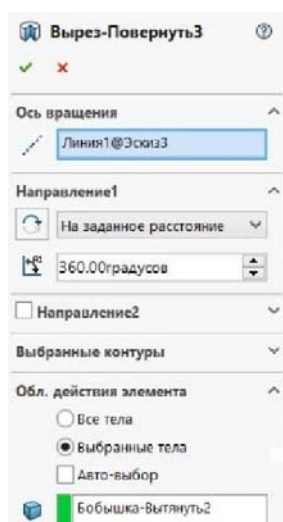 Вырез-Повернуть3
Ось вращения
Линия1@Эскиз3
Направление1
На заданное расстояние
360.00градусов
Направление2
Выбранные контуры
Обл. действия элемента
Все тела
Выбранные тела
Авто-выбор
Бобышка-Вытянуть2